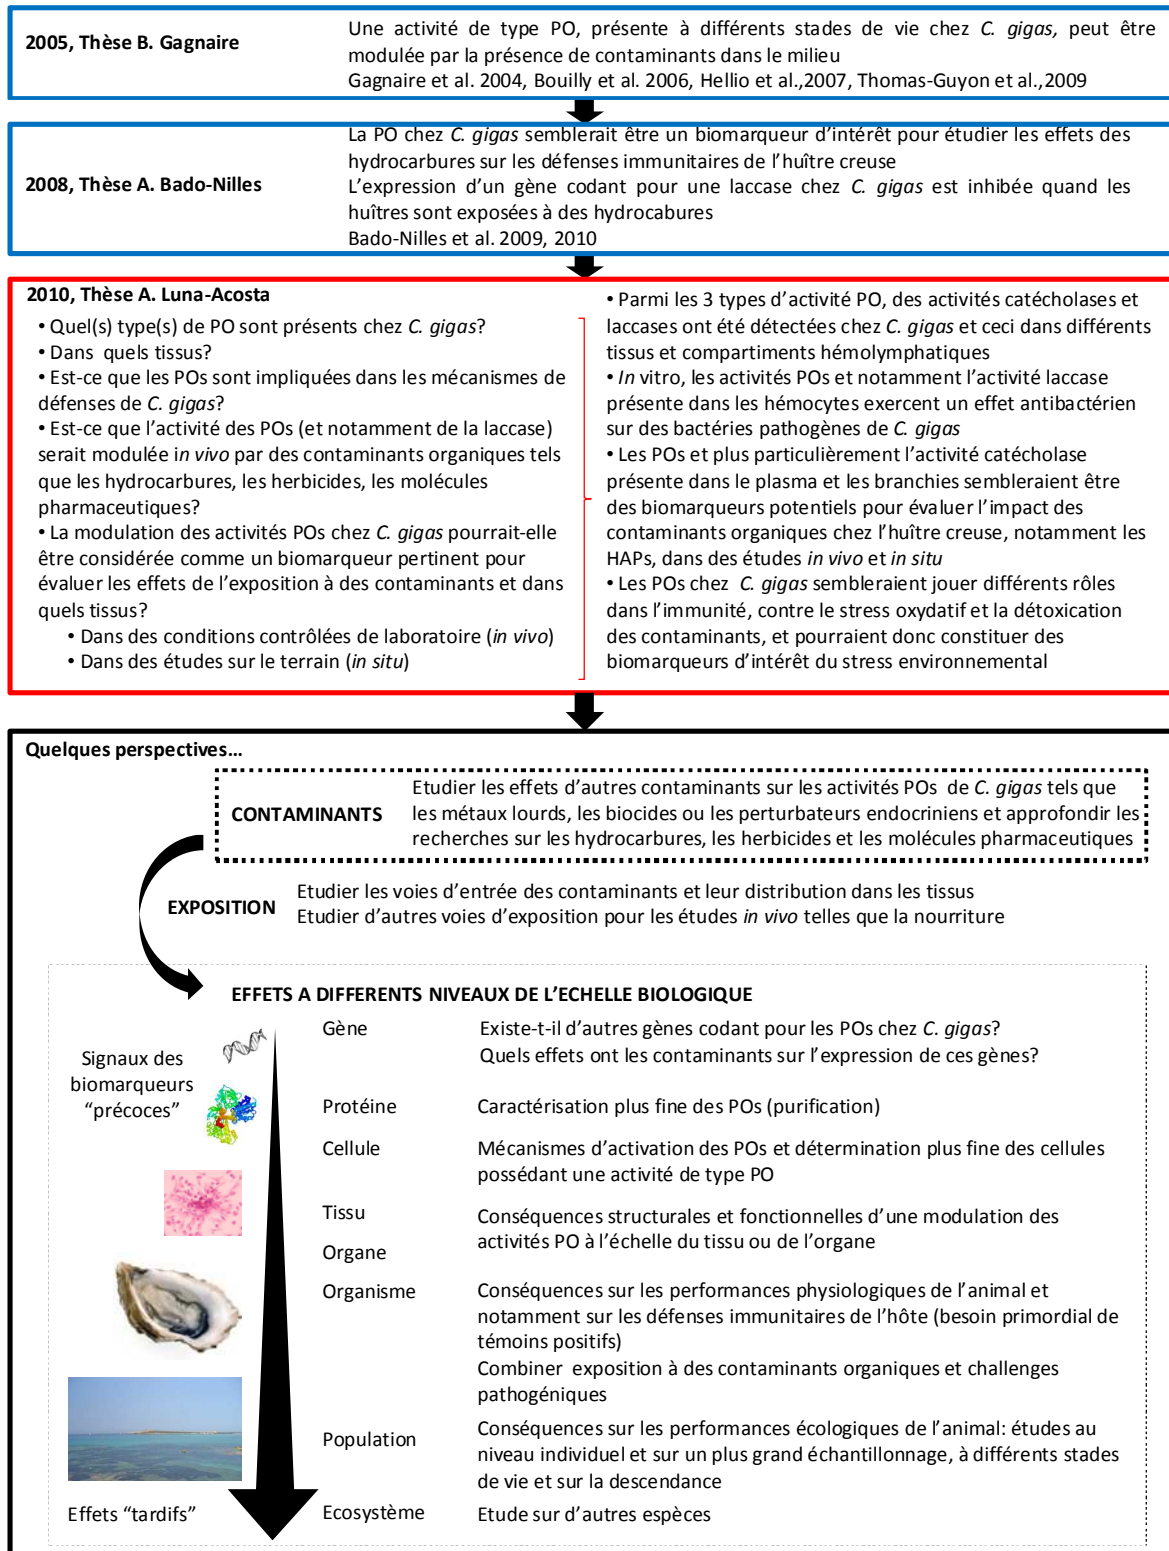 2005, Thèse B. Gagnaire
Une activité de type PO, présente à différents stades de vie chez C. gigas, peut être
modulée par la présence de contaminants dans le milieu
Gagnaire et al. 2004, Bouilly et al. 2006, Hellio et al.,2007, Thomas-Guyon et al.,2009
2008, Thèse A. Bado-Nilles
La PO chez C. gigas semblerait être un biomarqueur d’intérêt pour étudier les effets des
hydrocarbures sur les défenses immunitaires de l’huître creuse
L’expression d’un gène codant pour une laccase chez C. gigas est inhibée quand les
huîtres sont exposées à des hydrocabures
Bado-Nilles et al. 2009, 2010
2010, Thèse A. Luna-Acosta
• Quel(s) type(s) de PO sont présents chez C. gigas?
• Dans quels tissus?
• Est-ce que les POs sont impliquées dans les mécanismes de
défenses de C. gigas?
• Est-ce que l’activité des POs (et notamment de la laccase)
serait modulée in vivo par des contaminants organiques tels
que les hydrocarbures, les herbicides, les molécules
pharmaceutiques?
• La modulation des activités POs chez C. gigas pourrait-elle
être considérée comme un biomarqueur pertinent pour
évaluer les effets de l’exposition à des contaminants et dans
quels tissus?
• Dans des conditions contrôlées de laboratoire (in vivo)
• Dans des études sur le terrain (in situ)
• Parmi les 3 types d’activité PO, des activités catécholases et
laccases ont été détectées chez C. gigas et ceci dans différents
tissus et compartiments hémolymphatiques
• In vitro, les activités POs et notamment l’activité laccase
présente dans les hémocytes exercent un effet antibactérien
sur des bactéries pathogènes de C. gigas
• Les POs et plus particulièrement l’activité catécholase
présente dans le plasma et les branchies sembleraient être
des biomarqueurs potentiels pour évaluer l’impact des
contaminants organiques chez l’huître creuse, notamment les
HAPs, dans des études in vivo et in situ
• Les POs chez C. gigas sembleraient jouer différents rôles
dans l’immunité, contre le stress oxydatif et la détoxication
des contaminants, et pourraient donc constituer des
biomarqueurs d’intérêt du stress environnemental
Quelques perspectives…
CONTAMINANTS
Etudier les effets d’autres contaminants sur les activités POs de C. gigas tels que
les métaux lourds, les biocides ou les perturbateurs endocriniens et approfondir les
recherches sur les hydrocarbures, les herbicides et les molécules pharmaceutiques
EXPOSITION
Etudier les voies d’entrée des contaminants et leur distribution dans les tissus
Etudier d’autres voies d’exposition pour les études in vivo telles que la nourriture
EFFETS A DIFFERENTS NIVEAUX DE L’ECHELLE BIOLOGIQUE
Signaux des
biomarqueurs
“précoces”
Gène
Existe-t-il d’autres gènes codant pour les POs chez C. gigas?
Quels effets ont les contaminants sur l’expression de ces gènes?
Protéine
Caractérisation plus fine des POs (purification)
Cellule
Mécanismes d’activation des POs et détermination plus fine des cellules
possédant une activité de type PO
Tissu
Organe
Conséquences structurales et fonctionnelles d’une modulation des
activités PO à l’échelle du tissu ou de l’organe
Organisme
Conséquences sur les performances physiologiques de l’animal et
notamment sur les défenses immunitaires de l’hôte (besoin primordial de
témoins positifs)
Combiner exposition à des contaminants organiques et challenges
pathogéniques
Population
Conséquences sur les performances écologiques de l’animal: études au
niveau individuel et sur un plus grand échantillonnage, à différents stades
de vie et sur la descendance
Effets “tardifs”
Ecosystème
Etude sur d’autres espèces